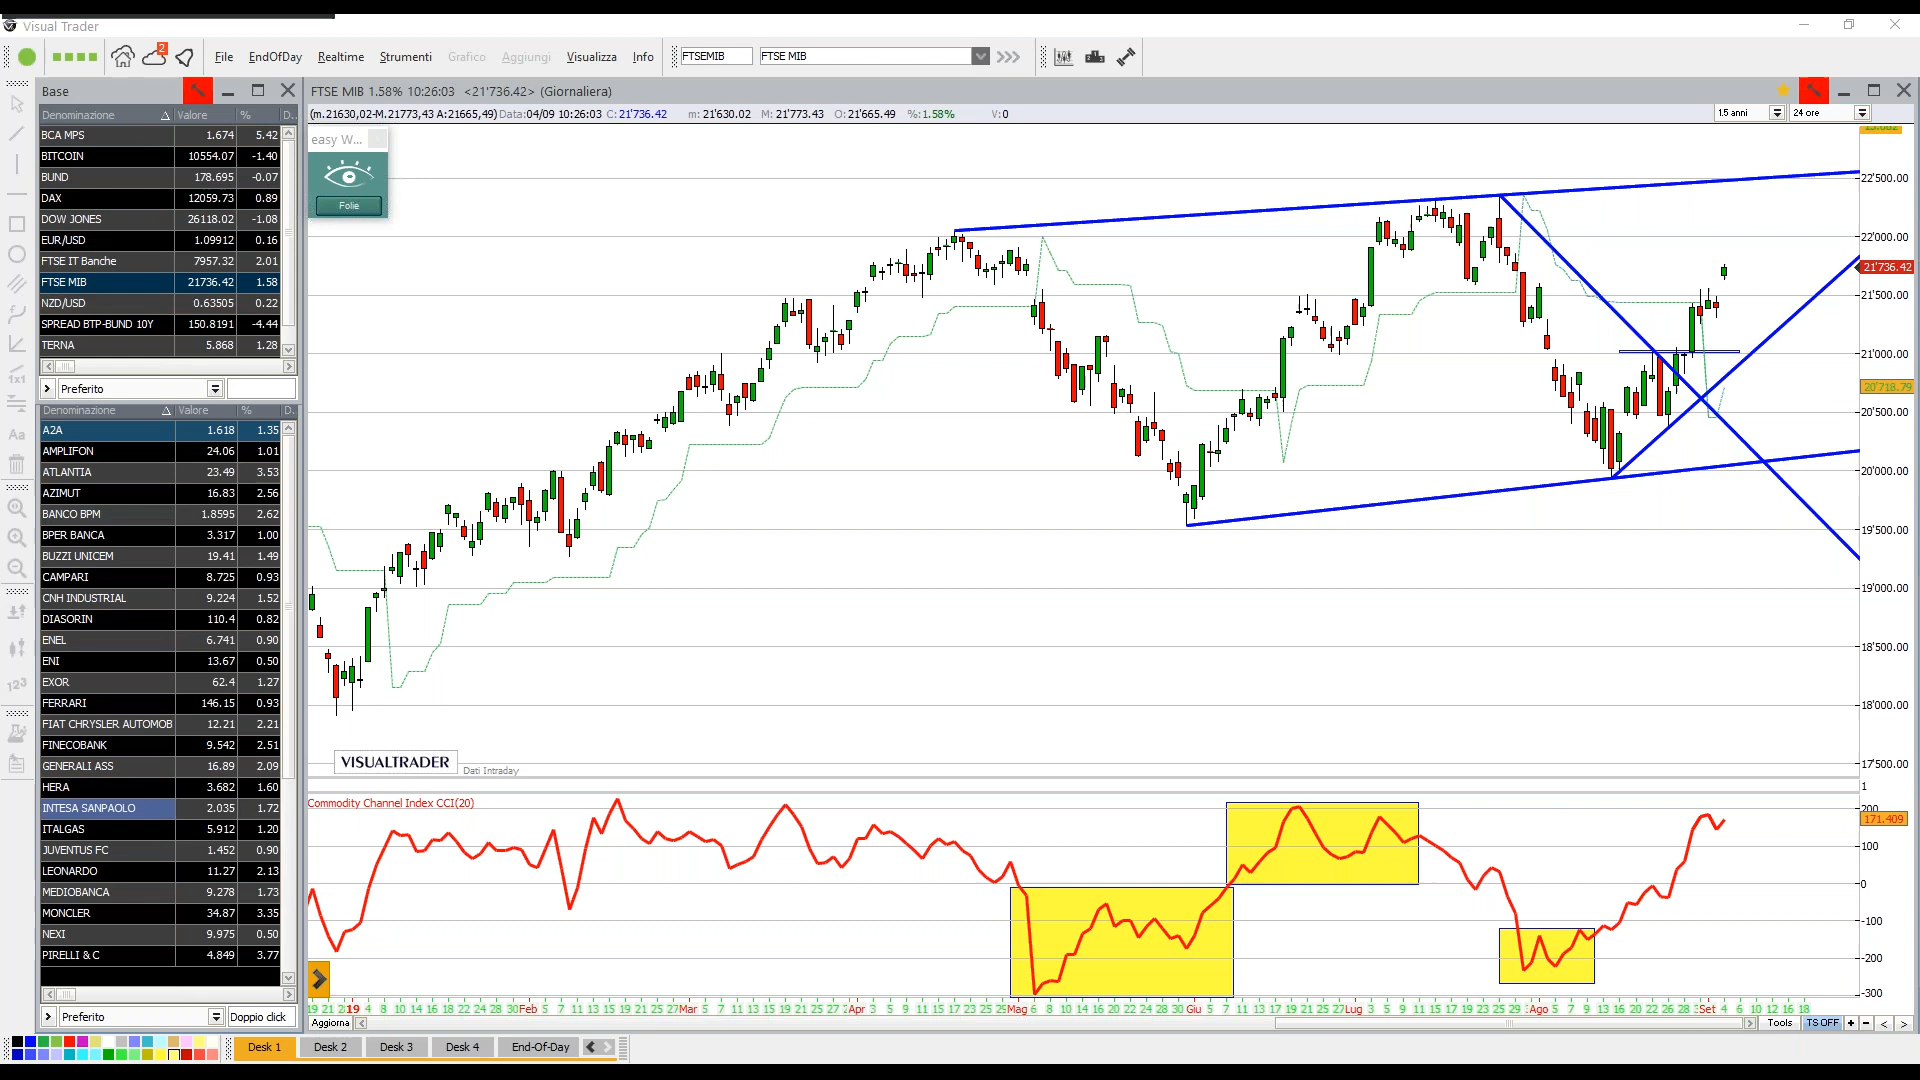 Visual Trader
2
File EndOfDay Realtime Strumenti Grafico Aggiungi Visualizza Info FTSEMIB FTSE MIB
Base
FTSE MIB 1.58% 10:26:03 <21'736.42> (Giornaliera)
Denominazione Valore % D..
(m.21630,02-M.21773,43 A:21665,49) Data:04/09 10:26:03 C: 21'736.42 m: 21'630.02 M: 21'773.43 O: 21'665.49 %: 1.58% V: 0
1.5 anni 24 ore
BCA MPS 1.674 5.42
BITCOIN 10554.07 -1.40
BUND 178.695 -0.07
DAX 12059.73 0.89
DOW JONES 26118.02 -1.08
EUR/USD 1.09912 0.16
FTSE IT Banche 7957.32 2.01
FTSE MIB 21736.42 1.58
NZD/USD 0.63505 0.22
SPREAD BTP-BUND 10Y 150.8191 -4.44
TERNA 5.868 1.28
Preferito
Denominazione Valore % D..
A2A 1.618 1.35
AMPLIFON 24.06 1.01
ATLANTIA 23.49 3.53
AZIMUT 16.83 2.56
BANCO BPM 1.8595 2.62
BPER BANCA 3.317 1.00
BUZZI UNICEM 19.41 1.49
CAMPARI 8.725 0.93
CNH INDUSTRIAL 9.224 1.52
DIASORIN 110.4 0.82
ENEL 6.741 0.90
ENI 13.67 0.50
EXOR 62.4 1.27
FERRARI 146.15 0.93
FIAT CHRYSLER AUTOMOB 12.21 2.21
FINECOBANK 9.542 2.51
GENERALI ASS 16.89 2.09
HERA 3.682 1.60
INTESA SANPAOLO 2.035 1.72
ITALGAS 5.912 1.20
JUVENTUS FC 1.452 0.90
LEONARDO 11.27 2.13
MEDIOBANCA 9.278 1.73
MONCLER 34.87 3.35
NEXI 9.975 0.50
PIRELLI & C 4.849 3.77
Preferito Doppio click
1x1
Aa
123
easy W...
Folie
22'500.00
22'000.00
21'736.42
21'500.00
21'000.00
20'718.79
20'500.00
20'000.00
19'500.00
19'000.00
18'500.00
18'000.00
17'500.00
VISUALTRADER
Dati Intraday
Commodity Channel Index CCI(20)
1
200
171.409
100
0
-100
-200
-300
Aggiorna
Tools TS OFF + - < >
Desk 1 Desk 2 Desk 3 Desk 4 End-Of-Day